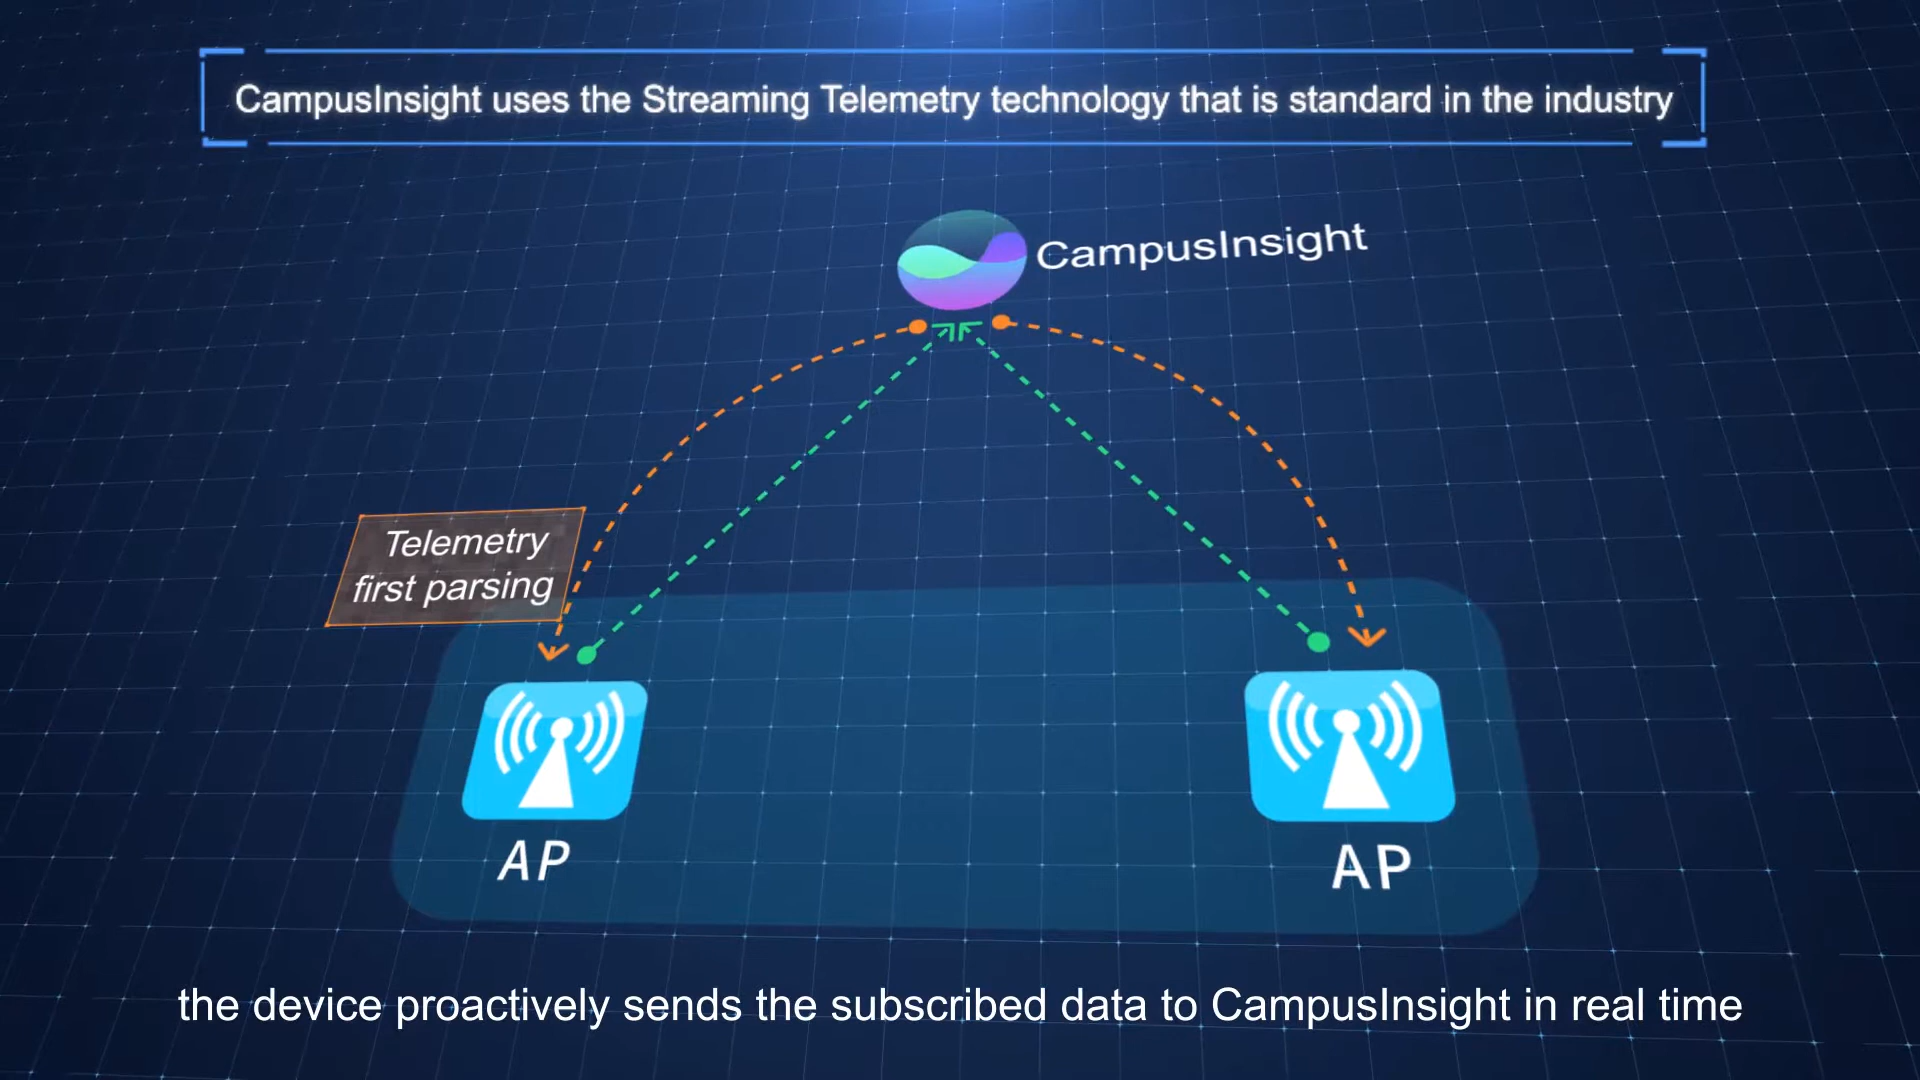 CampusInsight uses the Streaming Telemetry technology that is standard in the industry
CampusInsight
Telemetry
first parsing
AP
AP
the device proactively sends the subscribed data to CampusInsight in real time